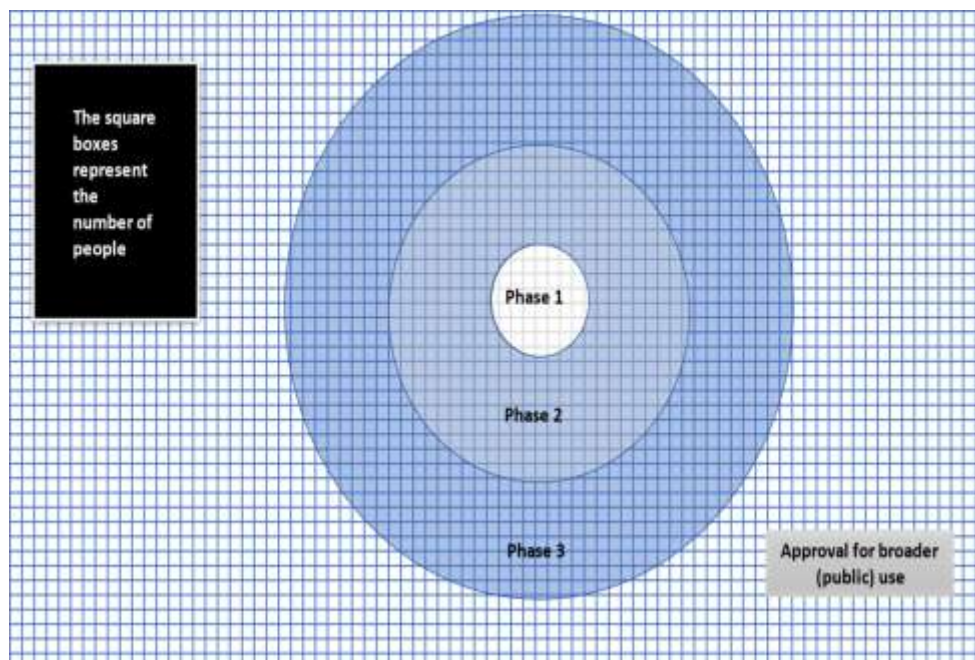 The square
boxes
represent
the
number of
people
Phase 1
Phase 2
Phase 3
Approval for broader
(public) use